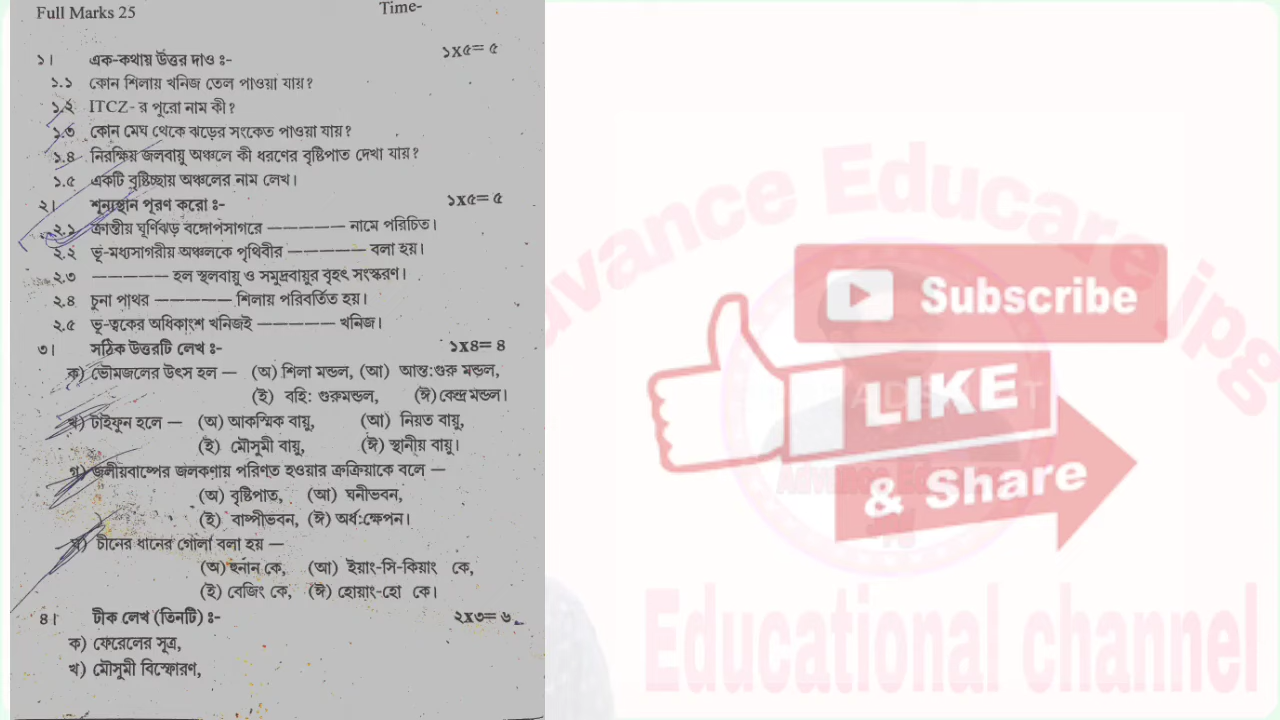 Full Marks 25
Time-
১। এক-কথায় উত্তর দাও ঃ- ১X৫= ৫
১.১ কোন শিলায় খনিজ তেল পাওয়া যায়?
১.২ ITCZ- র পুরো নাম কী?
১.৩ কোন মেঘ থেকে ঝড়ের সংকেত পাওয়া যায়?
১.৪ নিরক্ষিয় জলবায়ু অঞ্চলে কী ধরণের বৃষ্টিপাত দেখা যায়?
১.৫ একটি বৃষ্টিচ্ছায় অঞ্চলের নাম লেখ।
২। শূন্যস্থান পূরণ করো ঃ- ১X৫= ৫
২.১ ক্রান্তীয় ঘূর্ণিঝড় বঙ্গোপসাগরে —————— নামে পরিচিত।
২.২ ভূ-মধ্যসাগরীয় অঞ্চলকে পৃথিবীর —————— বলা হয়।
২.৩ —————— হল স্থলবায়ু ও সমুদ্রবায়ুর বৃহৎ সংস্করণ।
২.৪ চুনা পাথর —————— শিলায় পরিবর্তিত হয়।
২.৫ ভূ-ত্বকের অধিকাংশ খনিজই —————— খনিজ।
৩। সঠিক উত্তরটি লেখ ঃ- ১X৪= ৪
ক) ভৌমজলের উৎস হল — (অ) শিলা মন্ডল, (আ) আন্ত:গুরু মন্ডল,
(ই) বহি: গুরুমন্ডল, (ঈ) কেন্দ্র মন্ডল।
খ) টাইফুন হলে — (অ) আকস্মিক বায়ু, (আ) নিয়ত বায়ু,
(ই) মৌসূমী বায়ু, (ঈ) স্থানীয় বায়ু।
গ) জলীয়বাষ্পের জলকণায় পরিণত হওয়ার ক্রক্রিয়াকে বলে —
(অ) বৃষ্টিপাত, (আ) ঘনীভবন,
(ই) বাষ্পীভবন, (ঈ) অর্ধ:ক্ষেপন।
ঘ) চীনের ধানের গোলা বলা হয় —
(অ) হুনান কে, (আ) ইয়াং-সি-কিয়াং কে,
(ই) বেজিং কে, (ঈ) হোয়াং-হো কে।
৪। টীক লেখ (তিনটি) ঃ- ২X৩= ৬
ক) ফেরেলের সূত্র,
খ) মৌসূমী বিস্ফোরণ,
Advance Educare jpg
Subscribe
LIKE
& Share
Educational channel